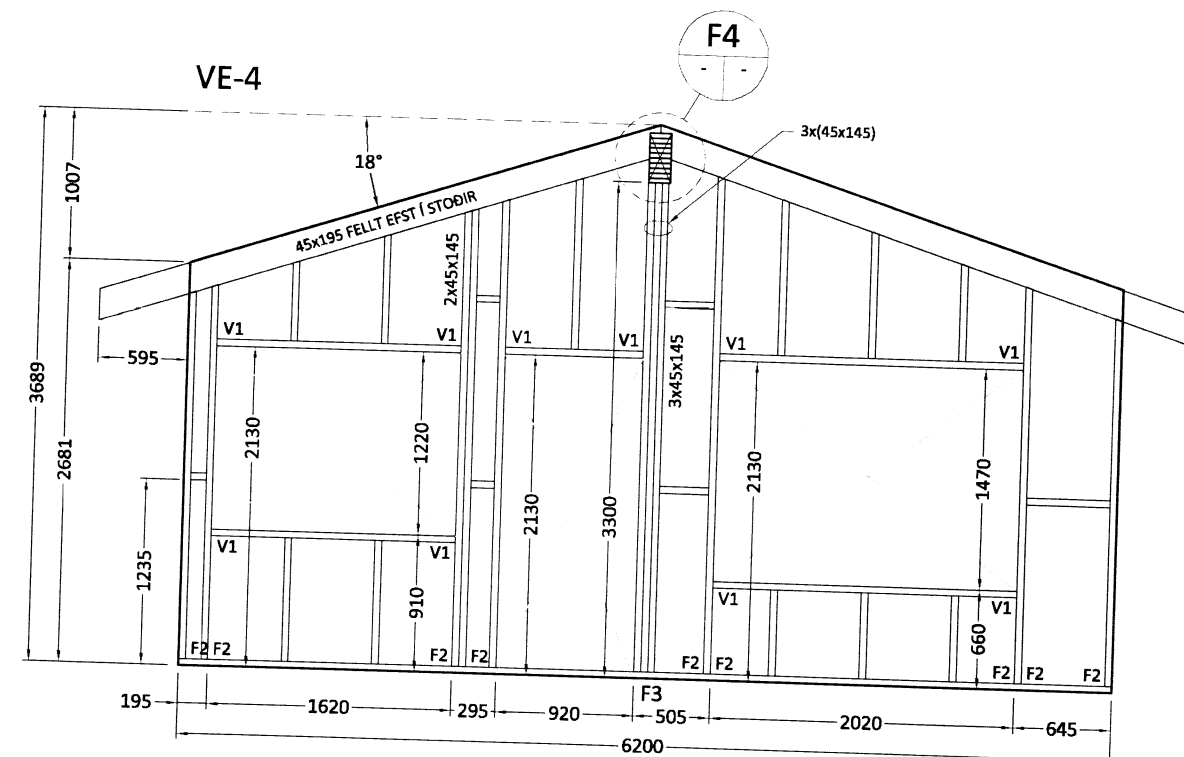 F4
- -
VE-4
3x(45x145)
18°
1007
45x195 FELLT EFST Í STOÐIR
2x45x145
V1 V1 V1 V1 V1 V1
595
3689
2681
2130
1220
2130
3300
3x45x145
2130
1470
1235
V1 V1
910
V1 V1
660
F2 F2 F2 F2 F2 F2 F2 F2 F2
F3
195 1620 295 920 505 2020 645
6200